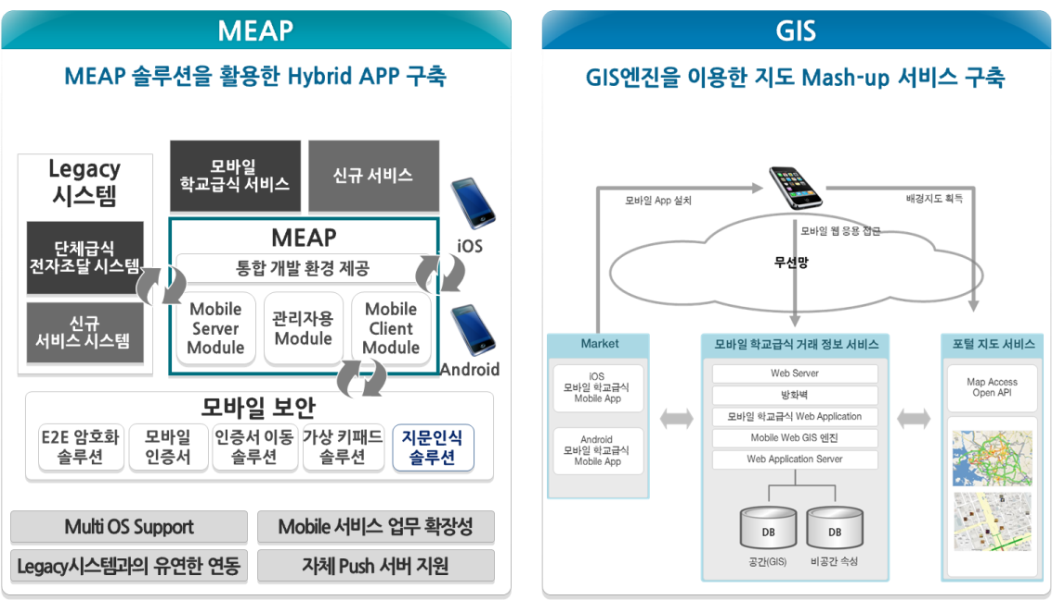 MEAP
MEAP 솔루션을 활용한 Hybrid APP 구축
Legacy
시스템
단체급식
전자조달 시스템
신규
서비스 시스템
모바일
학교급식 서비스
신규 서비스
MEAP
통합 개발 환경 제공
Mobile
Server
Module
관리자용
Module
Mobile
Client
Module
iOS
Android
모바일 보안
E2E 암호화
솔루션
모바일
인증서
인증서 이동
솔루션
가상 키패드
솔루션
지문인식
솔루션
Multi OS Support
Mobile 서비스 업무 확장성
Legacy시스템과의 유연한 연동
자체 Push 서버 지원
GIS
GIS엔진을 이용한 지도 Mash-up 서비스 구축
모바일 App 설치
배경지도 획득
모바일 웹 응용 접근
무선망
Market
iOS
모바일 학교급식
Mobile App
Android
모바일 학교급식
Mobile App
모바일 학교급식 거래 정보 서비스
Web Server
방화벽
모바일 학교급식 Web Application
Mobile Web GIS 엔진
Web Application Server
DB
DB
공간(GIS)
비공간 속성
포털 지도 서비스
Map Access
Open API